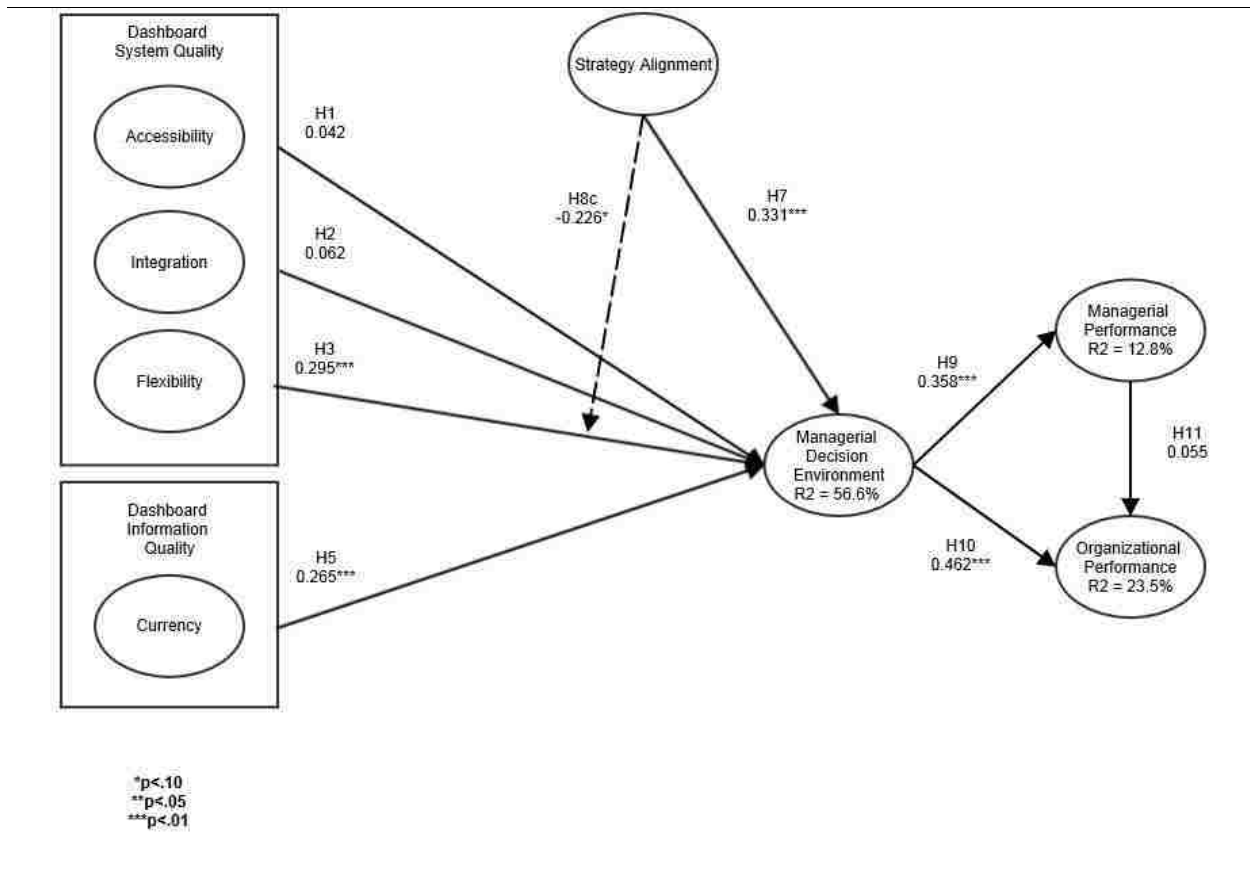 Dashboard
System Quality
Accessibility
Integration
Flexibility
H1
0.042
H2
0.062
H3
0.295***
Strategy Alignment
H8c
-0.226*
H7
0.331***
Dashboard
Information
Quality
Currency
H5
0.265***
Managerial
Decision
Environment
R2 = 56.6%
H9
0.358***
H10
0.462***
Managerial
Performance
R2 = 12.8%
H11
0.055
Organizational
Performance
R2 = 23.5%
*p<.10
**p<.05
***p<.01